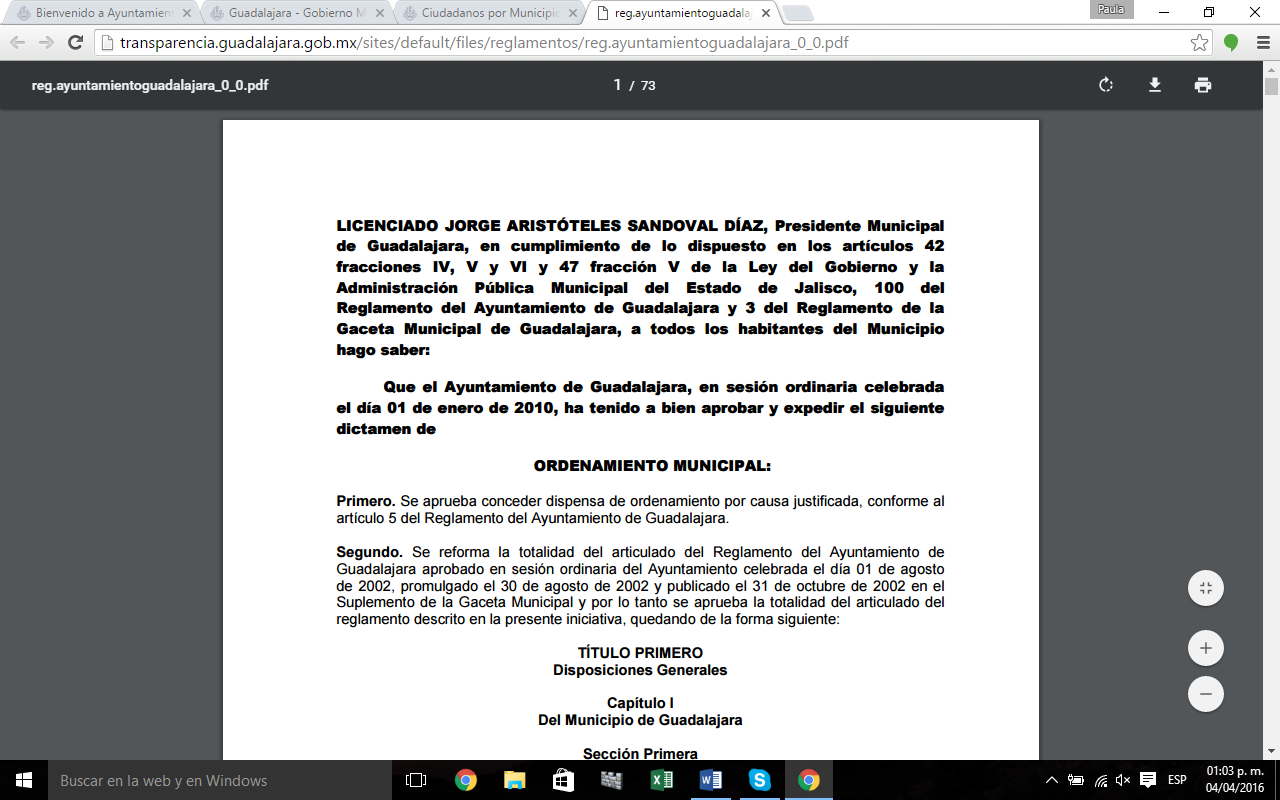 Bienvenido a Ayuntamient
Guadalajara - Gobierno M
Ciudadanos por Municipio
reg.ayuntamientoguadalaj
Paula
transparencia.guadalajara.gob.mx/sites/default/files/reglamentos/reg.ayuntamientoguadalajara_0_0.pdf
reg.ayuntamientoguadalajara_0_0.pdf
1 / 73
LICENCIADO JORGE ARISTÓTELES SANDOVAL DÍAZ, Presidente Municipal
de Guadalajara, en cumplimiento de lo dispuesto en los artículos 42
fracciones IV, V y VI y 47 fracción V de la Ley del Gobierno y la
Administración Pública Municipal del Estado de Jalisco, 100 del
Reglamento del Ayuntamiento de Guadalajara y 3 del Reglamento de la
Gaceta Municipal de Guadalajara, a todos los habitantes del Municipio
hago saber:
Que el Ayuntamiento de Guadalajara, en sesión ordinaria celebrada
el día 01 de enero de 2010, ha tenido a bien aprobar y expedir el siguiente
dictamen de
ORDENAMIENTO MUNICIPAL:
Primero. Se aprueba conceder dispensa de ordenamiento por causa justificada, conforme al
artículo 5 del Reglamento del Ayuntamiento de Guadalajara.
Segundo. Se reforma la totalidad del articulado del Reglamento del Ayuntamiento de
Guadalajara aprobado en sesión ordinaria del Ayuntamiento celebrada el día 01 de agosto
de 2002, promulgado el 30 de agosto de 2002 y publicado el 31 de octubre de 2002 en el
Suplemento de la Gaceta Municipal y por lo tanto se aprueba la totalidad del articulado del
reglamento descrito en la presente iniciativa, quedando de la forma siguiente:
TÍTULO PRIMERO
Disposiciones Generales
Capítulo I
Del Municipio de Guadalajara
Sección Primera
Buscar en la web y en Windows
ESP
01:03 p. m.
04/04/2016